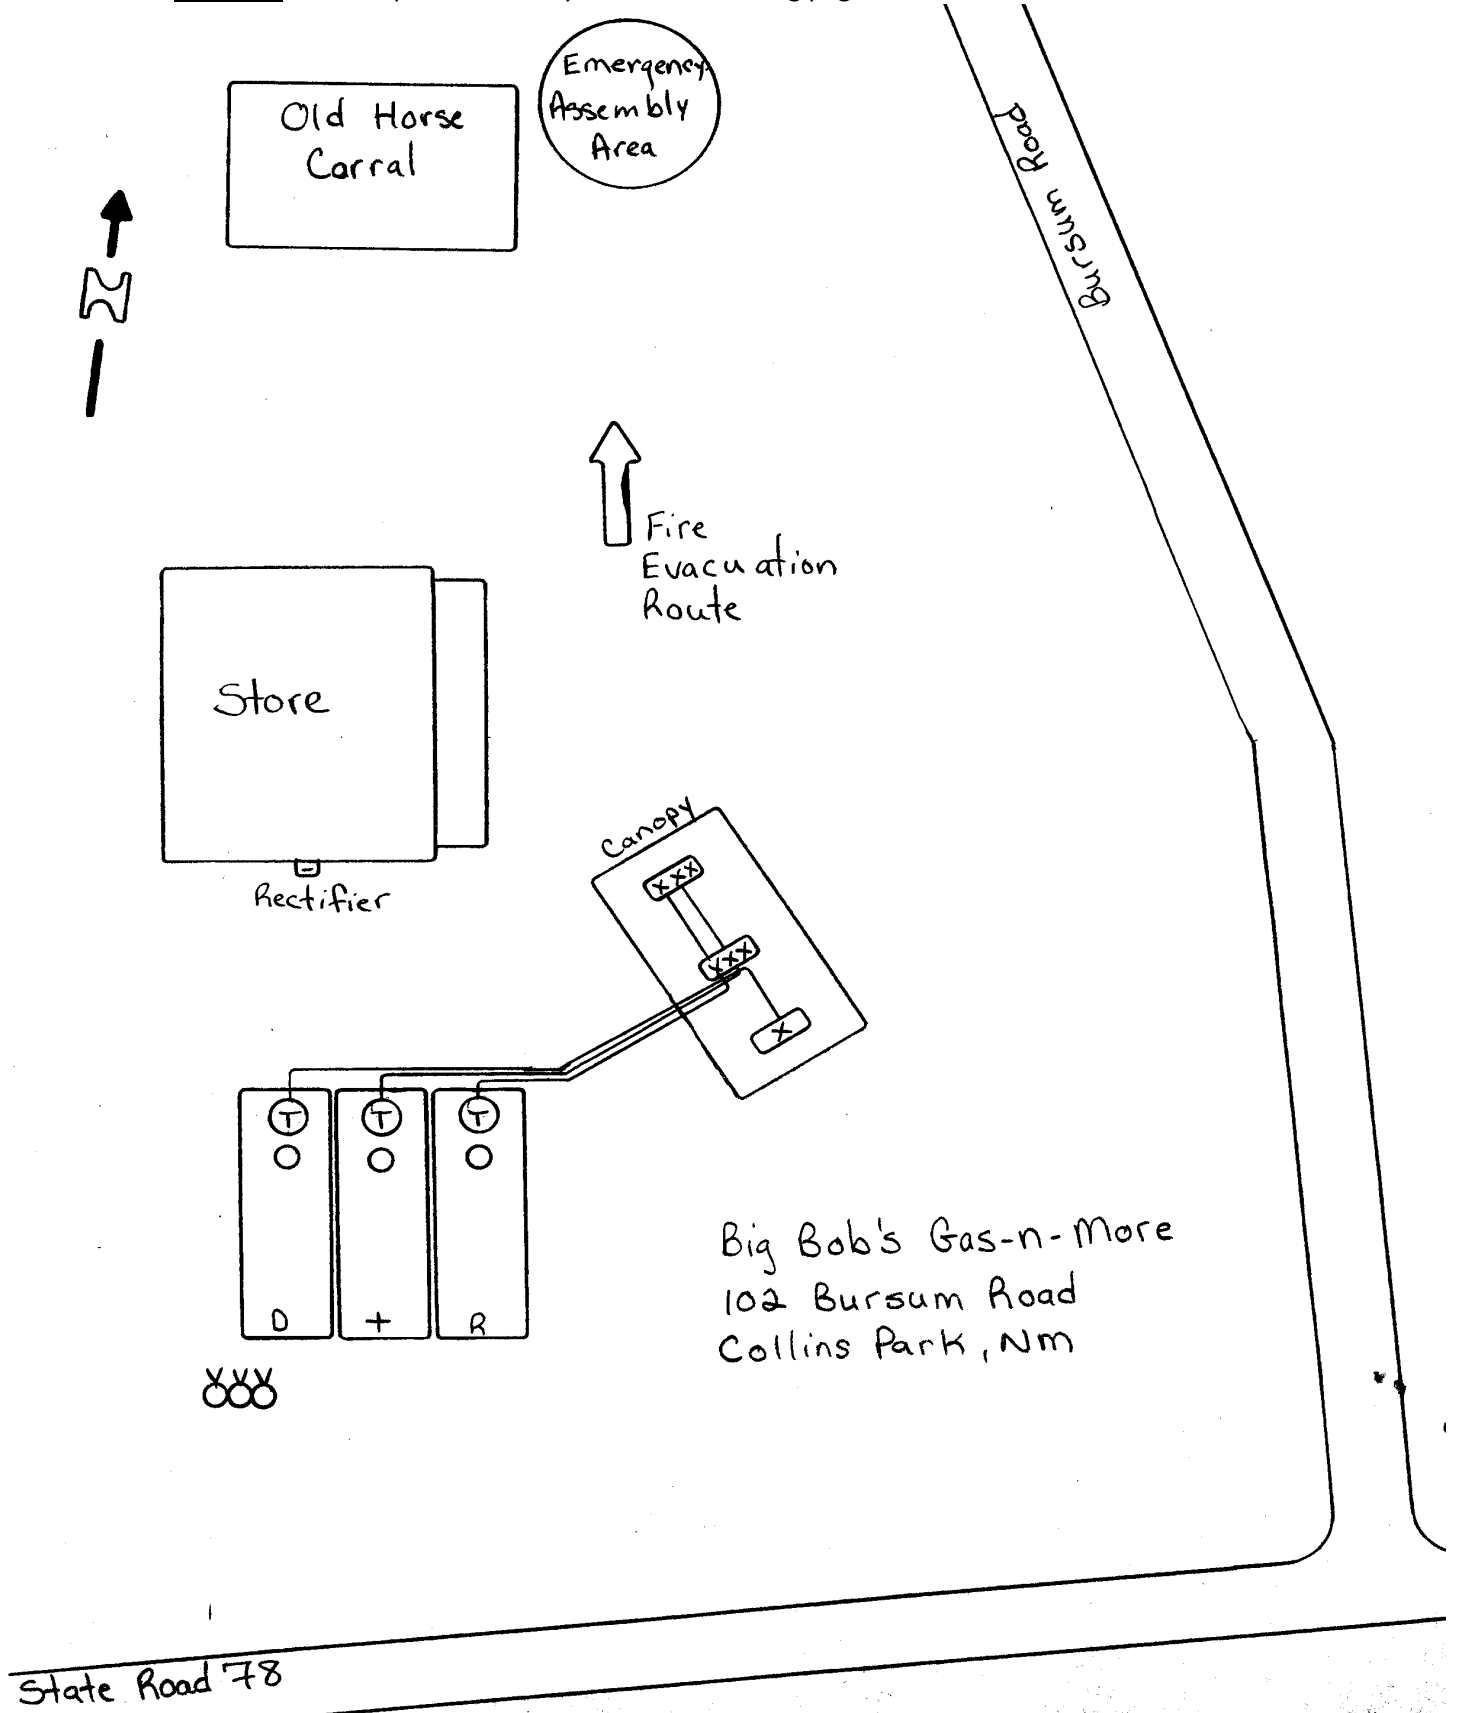 Emergency
Assembly
Area
Old Horse
Corral
Bursum Road
N
Fire
Evacuation
Route
Store
Canopy
Rectifier
XXX
XXX
X
T T T
D + R
Big Bob's Gas-n-More
102 Bursum Road
Collins Park, NM
State Road 78